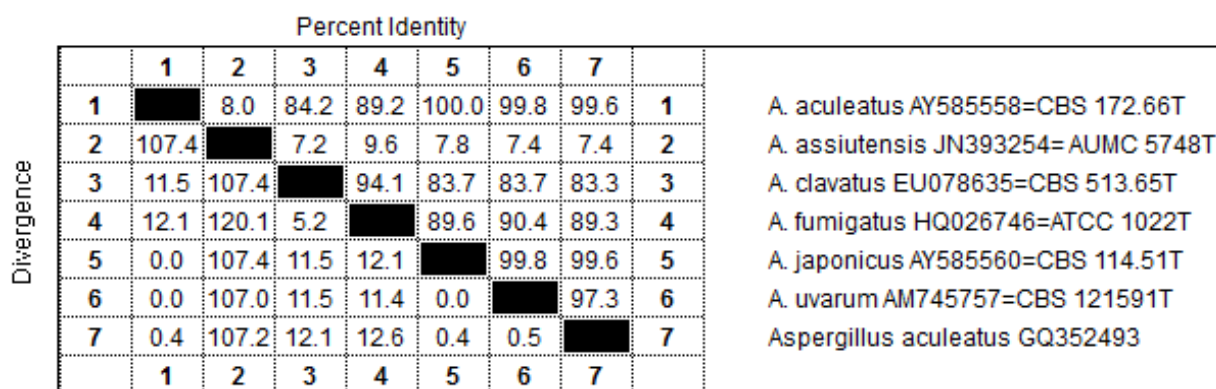 Percent Identity
1 2 3 4 5 6 7
1 8.0 84.2 89.2 100.0 99.8 99.6 1 A. aculeatus AY585558=CBS 172.66T
2 107.4 7.2 9.6 7.8 7.4 7.4 2 A. assiutensis JN393254= AUMC 5748T
3 11.5 107.4 94.1 83.7 83.7 83.3 3 A. clavatus EU078635=CBS 513.65T
4 12.1 120.1 5.2 89.6 90.4 89.3 4 A. fumigatus HQ026746=ATCC 1022T
5 0.0 107.4 11.5 12.1 99.8 99.6 5 A. japonicus AY585560=CBS 114.51T
6 0.0 107.0 11.5 11.4 0.0 97.3 6 A. uvarum AM745757=CBS 121591T
7 0.4 107.2 12.1 12.6 0.4 0.5 7 Aspergillus aculeatus GQ352493
1 2 3 4 5 6 7
Divergence